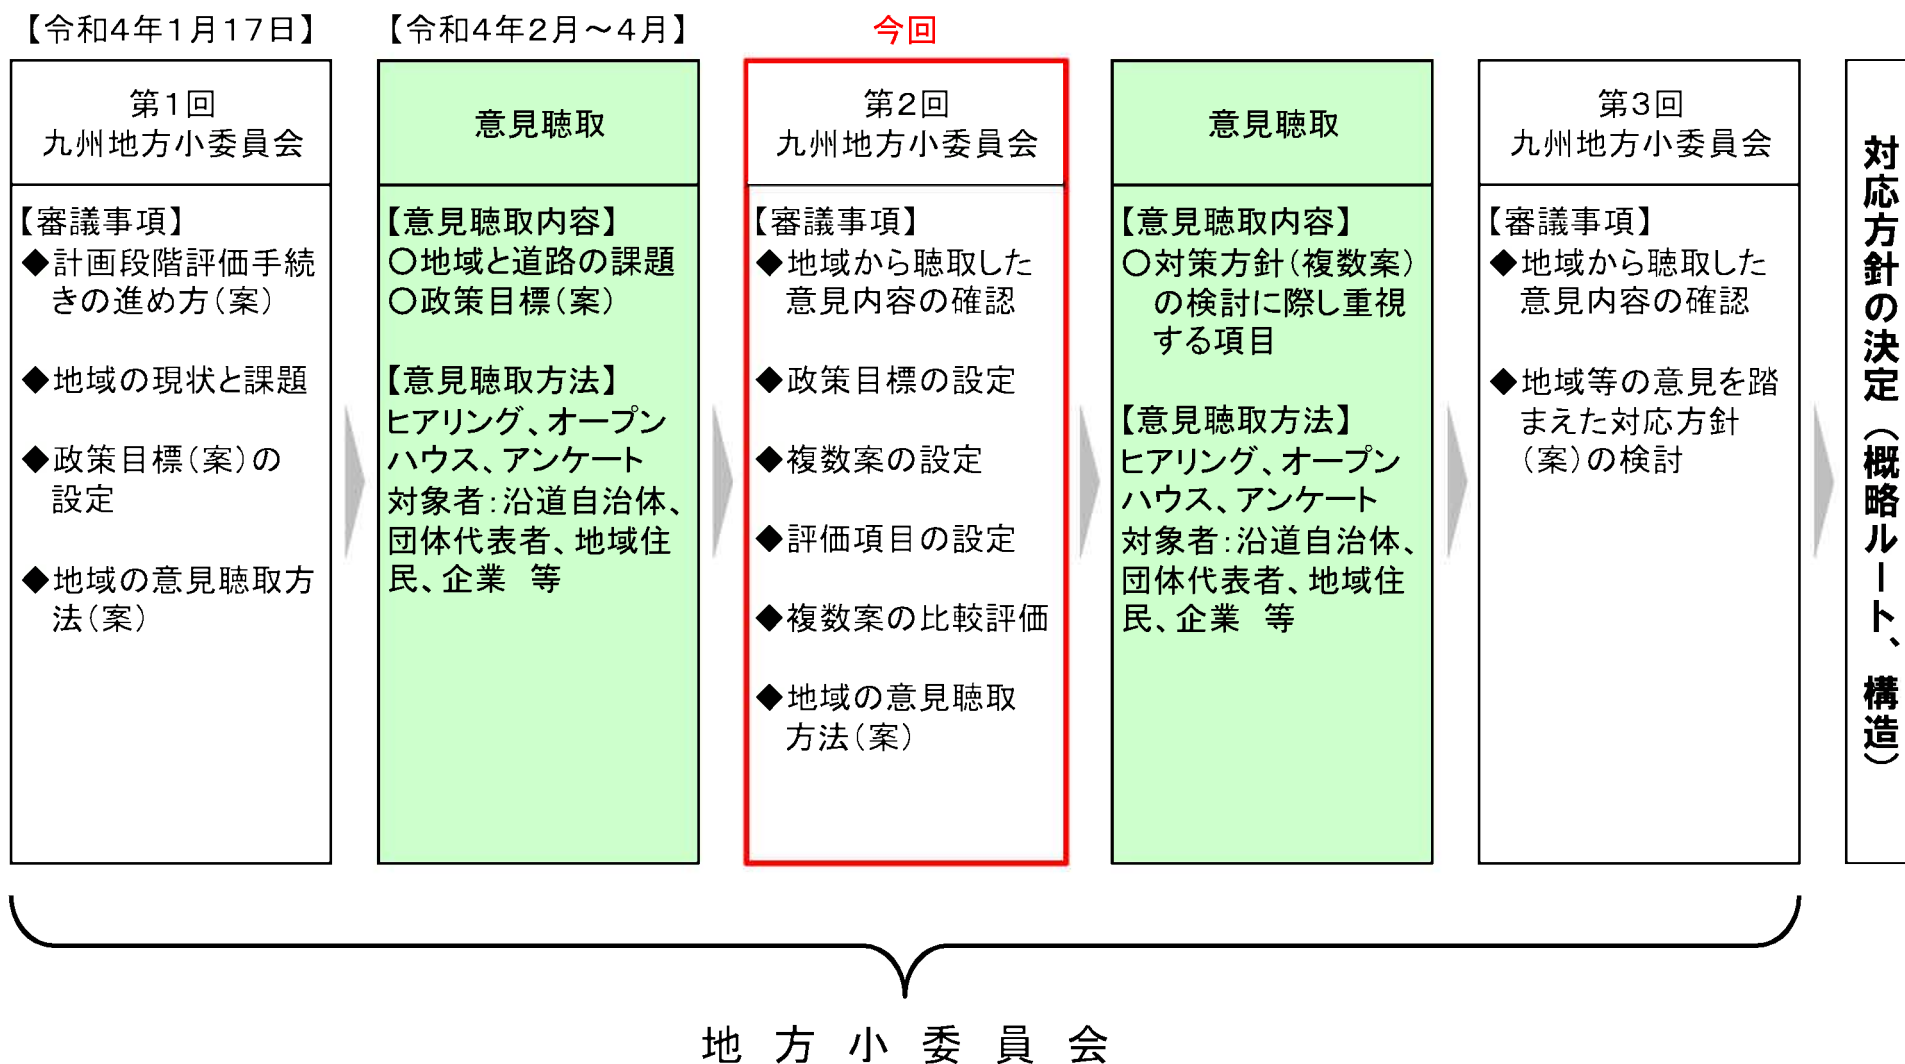 【令和4年1月17日】
第1回
九州地方小委員会
【審議事項】
◆計画段階評価手続
きの進め方(案)
◆地域の現状と課題
◆政策目標(案)の
設定
◆地域の意見聴取方
法(案)
【令和4年2月～4月】
意見聴取
【意見聴取内容】
○地域と道路の課題
○政策目標(案)
【意見聴取方法】
ヒアリング、オープン
ハウス、アンケート
対象者:沿道自治体、
団体代表者、地域住
民、企業 等
今回
第2回
九州地方小委員会
【審議事項】
◆地域から聴取した
意見内容の確認
◆政策目標の設定
◆複数案の設定
◆評価項目の設定
◆複数案の比較評価
◆地域の意見聴取
方法(案)
意見聴取
【意見聴取内容】
○対策方針(複数案)
の検討に際し重視
する項目
【意見聴取方法】
ヒアリング、オープン
ハウス、アンケート
対象者:沿道自治体、
団体代表者、地域住
民、企業 等
第3回
九州地方小委員会
【審議事項】
◆地域から聴取した
意見内容の確認
◆地域等の意見を踏
まえた対応方針
(案)の検討
対応方針の決定(概略ルート、構造)
地方小委員会